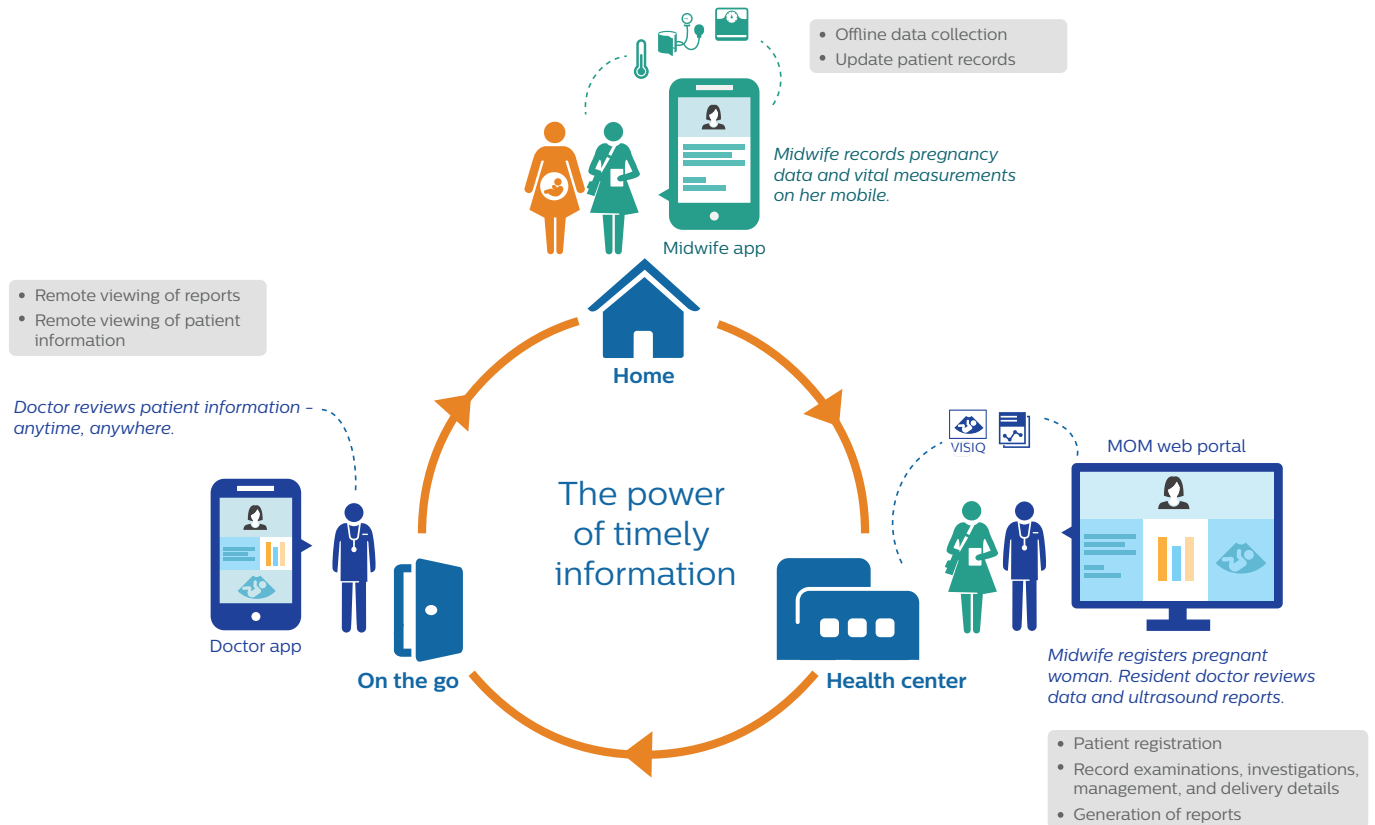 • Offline data collection
• Update patient records
Midwife records pregnancy
data and vital measurements
on her mobile.
Midwife app
Home
• Remote viewing of reports
• Remote viewing of patient
information
Doctor reviews patient information -
anytime, anywhere.
Doctor app
On the go
The power
of timely
information
VISIQ
MOM web portal
Health center
Midwife registers pregnant
woman. Resident doctor reviews
data and ultrasound reports.
• Patient registration
• Record examinations, investigations,
management, and delivery details
• Generation of reports